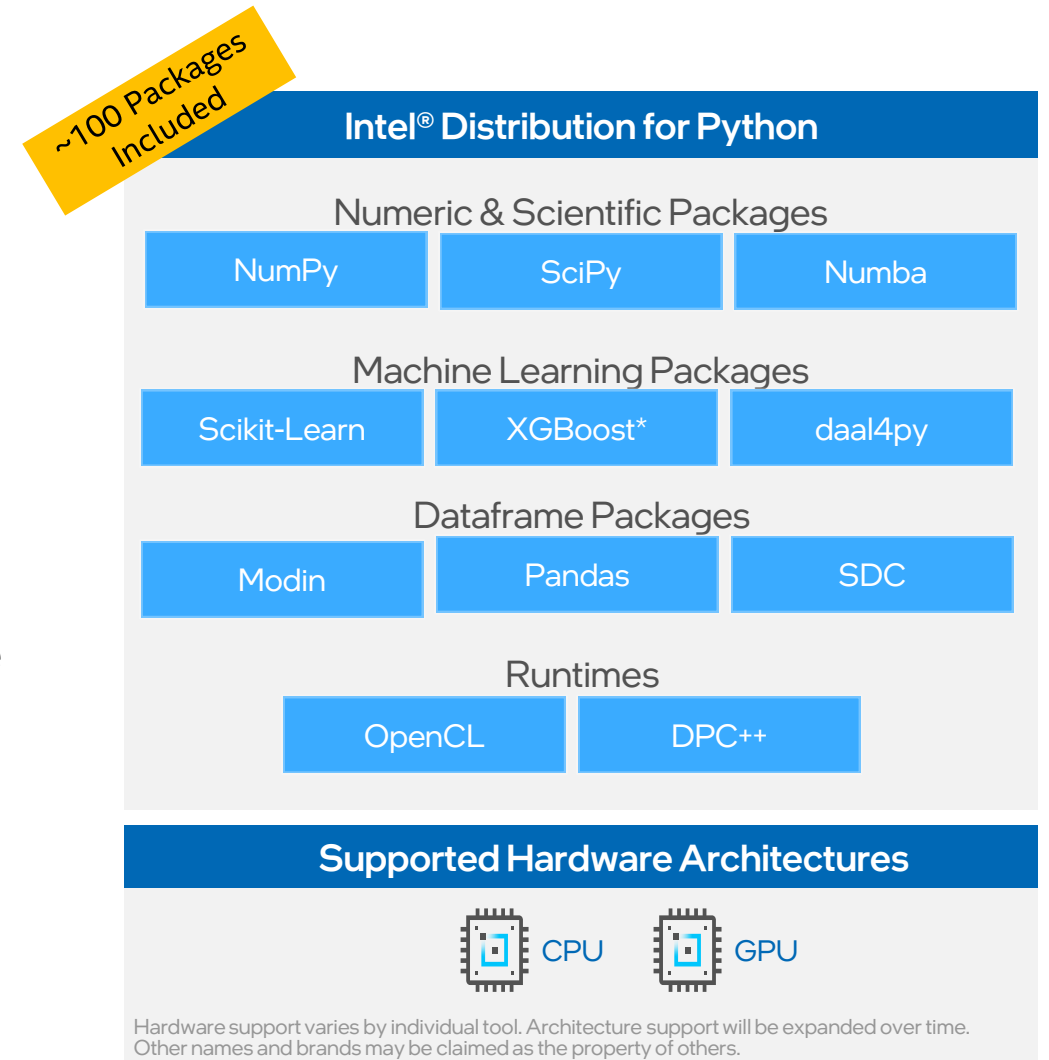 ~100 Packages
Included
Intel® Distribution for Python
Numeric & Scientific Packages
NumPy
SciPy
Numba
Machine Learning Packages
Scikit-Learn
XGBoost*
daal4py
Dataframe Packages
Modin
Pandas
SDC
Runtimes
OpenCL
DPC++
Supported Hardware Architectures
CPU
GPU
Hardware support varies by individual tool. Architecture support will be expanded over time.
Other names and brands may be claimed as the property of others.